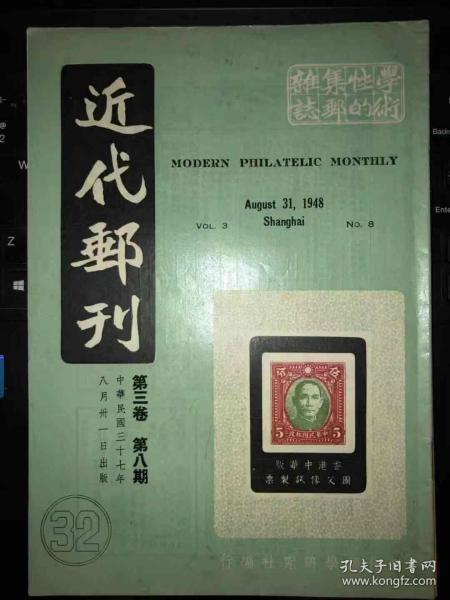 學術性的
集郵雜誌
近代郵刊
MODERN PHILATELIC MONTHLY
August 31, 1948
VOL. 3 Shanghai No. 8
第三卷 第八期
中華民國三十七年
八月卅一日出版
32
5 5
香港中華版
國父像試製票
孔夫子旧书网
www.kongfz.com